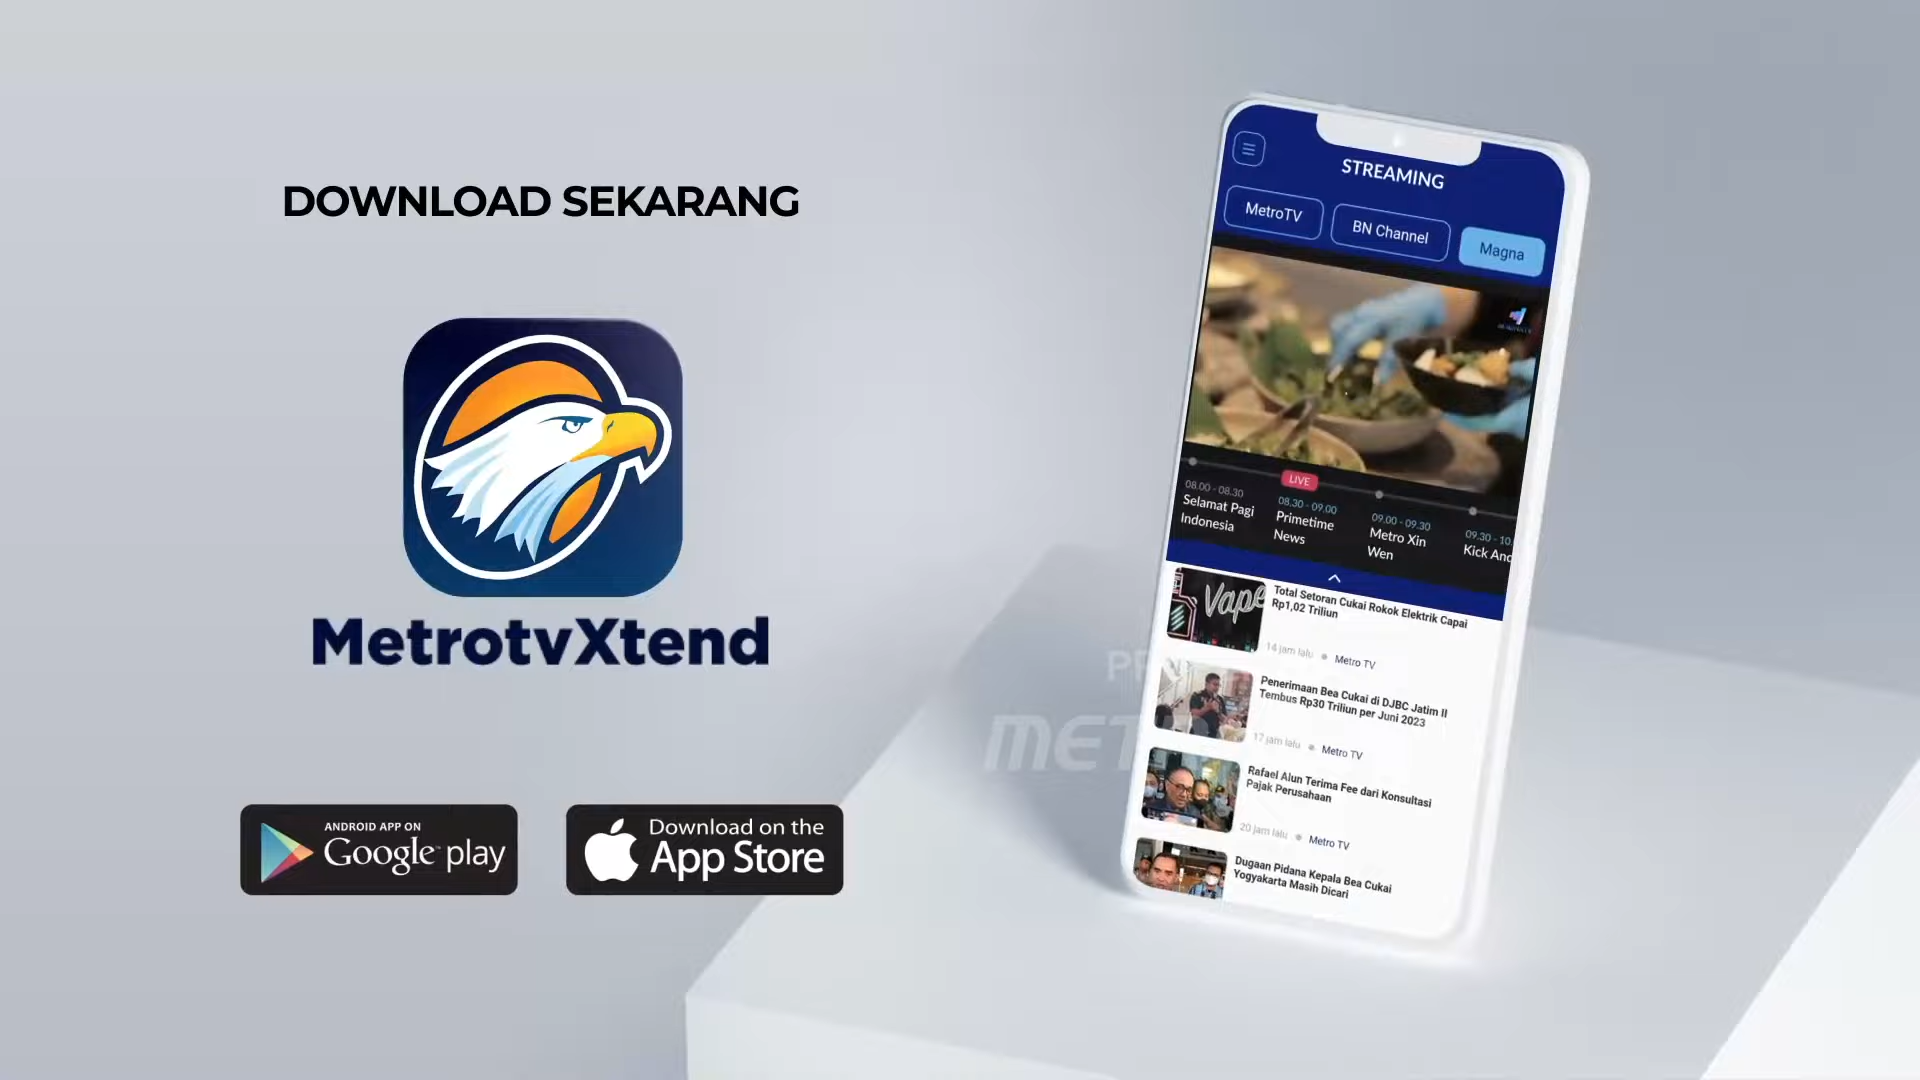 DOWNLOAD SEKARANG
MetrotvXtend
ANDROID APP ON
Google play
Download on the
App Store
STREAMING
MetroTV
BN Channel
Magna
LIVE
08.00 - 08.30
Selamat Pagi
Indonesia
08.30 - 09.00
Primetime
News
09.00 - 09.30
Metro Xin
Wen
09.30 - 10.
Kick And
Vape
Total Setoran Cukai Rokok Elektrik Capai
Rp1,02 Triliun
14 jam lalu Metro TV
Penerimaan Bea Cukai di DJBC Jatim II
Tembus Rp30 Triliun per Juni 2023
17 jam lalu Metro TV
Rafael Alun Terima Fee dari Konsultasi
Pajak Perusahaan
20 jam lalu Metro TV
Dugaan Pidana Kepala Bea Cukai
Yogyakarta Masih Dicari